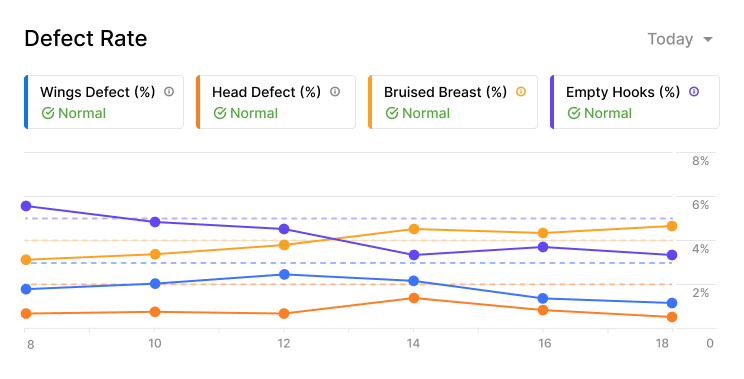 Defect Rate
Today
Wings Defect (%)
Normal
Head Defect (%)
Normal
Bruised Breast (%)
Normal
Empty Hooks (%)
Normal
8%
6%
4%
2%
8 10 12 14 16 18 0